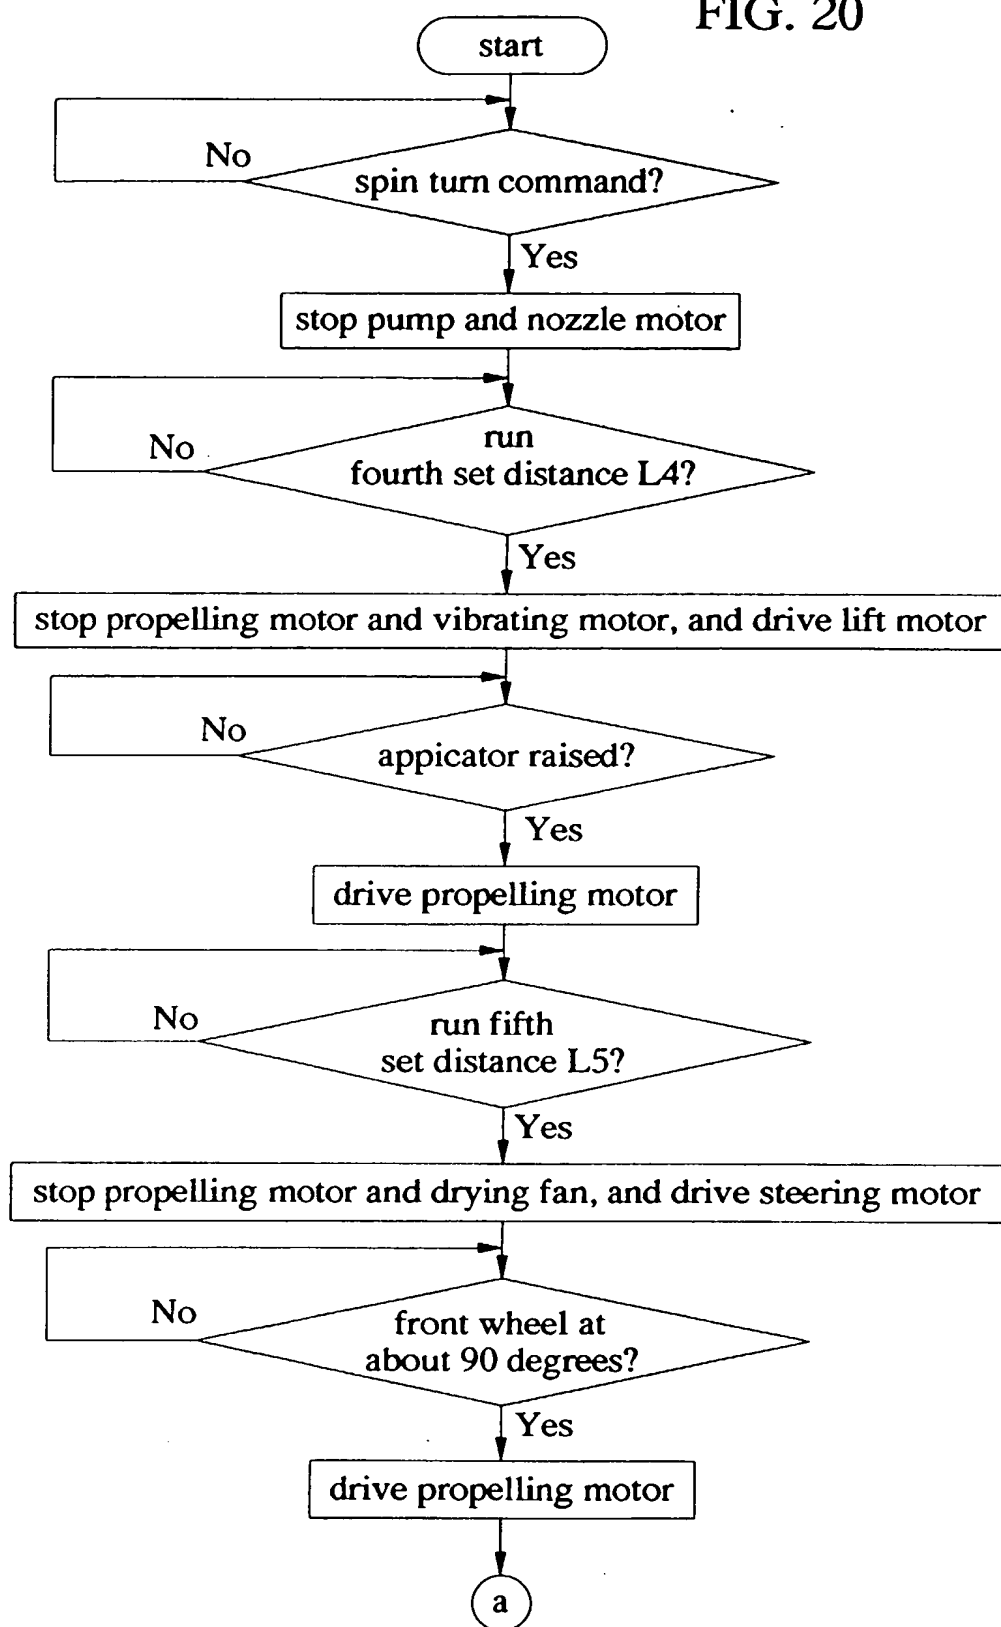 FIG. 20
start
No
spin turn command?
Yes
stop pump and nozzle motor
No
run
fourth set distance L4?
Yes
stop propelling motor and vibrating motor, and drive lift motor
No
appicator raised?
Yes
drive propelling motor
No
run fifth
set distance L5?
Yes
stop propelling motor and drying fan, and drive steering motor
No
front wheel at
about 90 degrees?
Yes
drive propelling motor
a